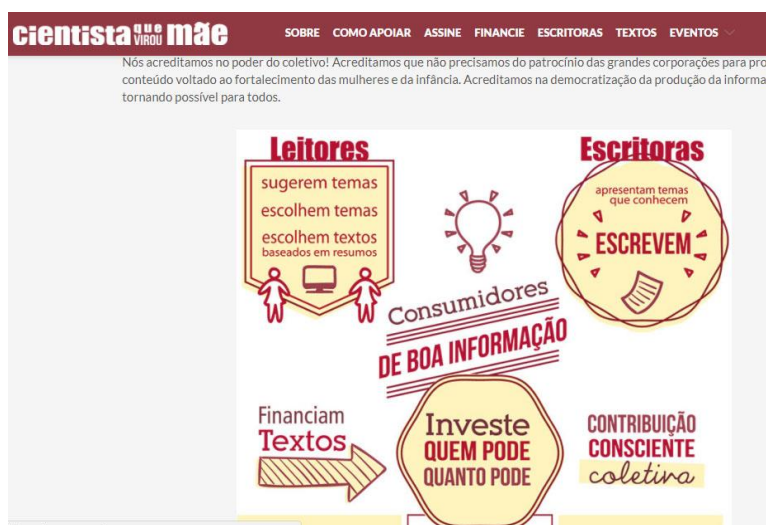 cientista que virou mãe
SOBRE COMO APOIAR ASSINE FINANCIE ESCRITORAS TEXTOS EVENTOS
Nós acreditamos no poder do coletivo! Acreditamos que não precisamos do patrocínio das grandes corporações para pro
conteúdo voltado ao fortalecimento das mulheres e da infância. Acreditamos na democratização da produção da informa
tornando possível para todos.
Leitores
sugerem temas
escolhem temas
escolhem textos
baseados em resumos
Escritoras
apresentam temas
que conhecem
ESCREVEM
Consumidores
DE BOA INFORMAÇÃO
Financiam
Textos
Investe
QUEM PODE
QUANTO PODE
CONTRIBUIÇÃO
CONSCIENTE
coletiva